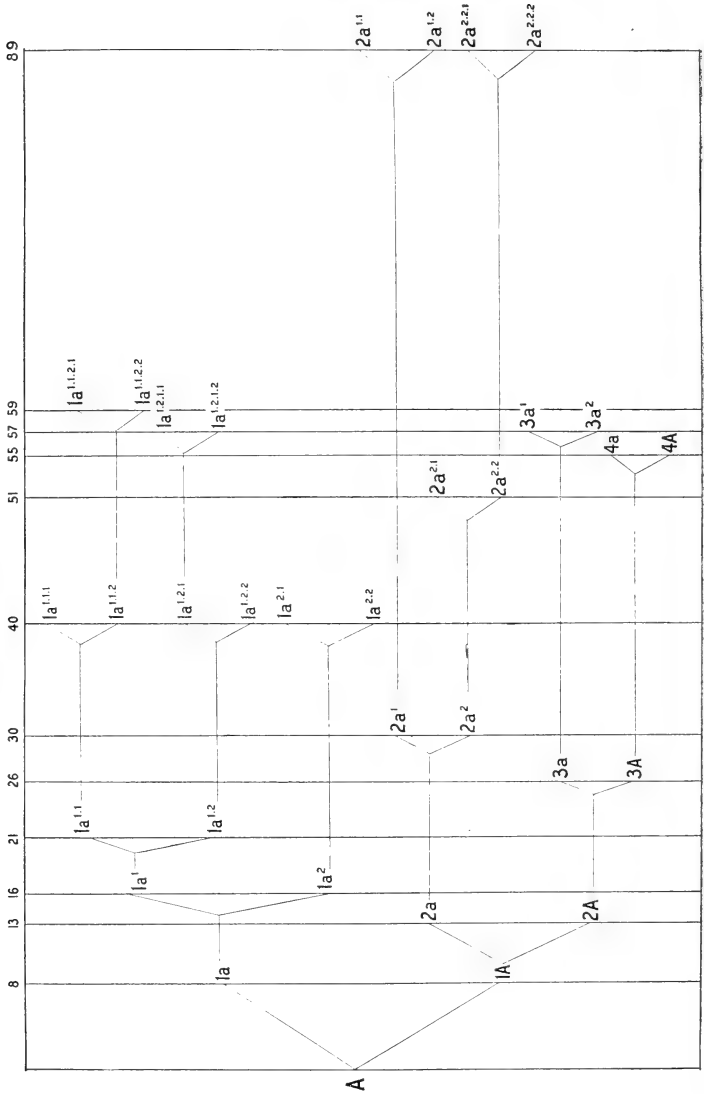 8 13 16 21 26 30 40 51 55 57 59 89
1a¹·¹·¹
1a¹·¹·²·¹
1a¹·¹
1a¹·¹·²
1a¹·¹·²·²
1a¹
1a¹·²·¹·¹
1a¹·²·¹
1a¹·²
1a¹·²·¹·²
1a
1a¹·²·²
1a²·¹
1a²
1a²·²
2a¹·¹
A
2a¹
2a¹·²
2a
2a²·¹
2a²
2a²·²·¹
1A
2a²·²
2a²·²·²
3a¹
3a
2A
3a²
4a
3A
4A